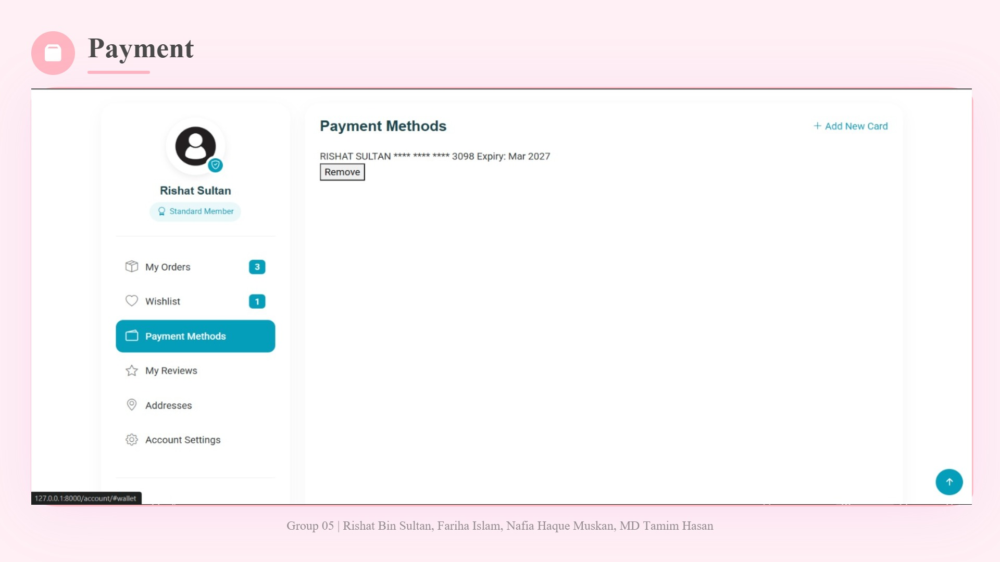 Payment
Rishat Sultan
Standard Member
My Orders 3
Wishlist 1
Payment Methods
My Reviews
Addresses
Account Settings
Payment Methods
+ Add New Card
RISHAT SULTAN **** **** **** 3098 Expiry: Mar 2027
Remove
127.0.0.1:8000/account/#wallet
Group 05 | Rishat Bin Sultan, Fariha Islam, Nafia Haque Muskan, MD Tamim Hasan